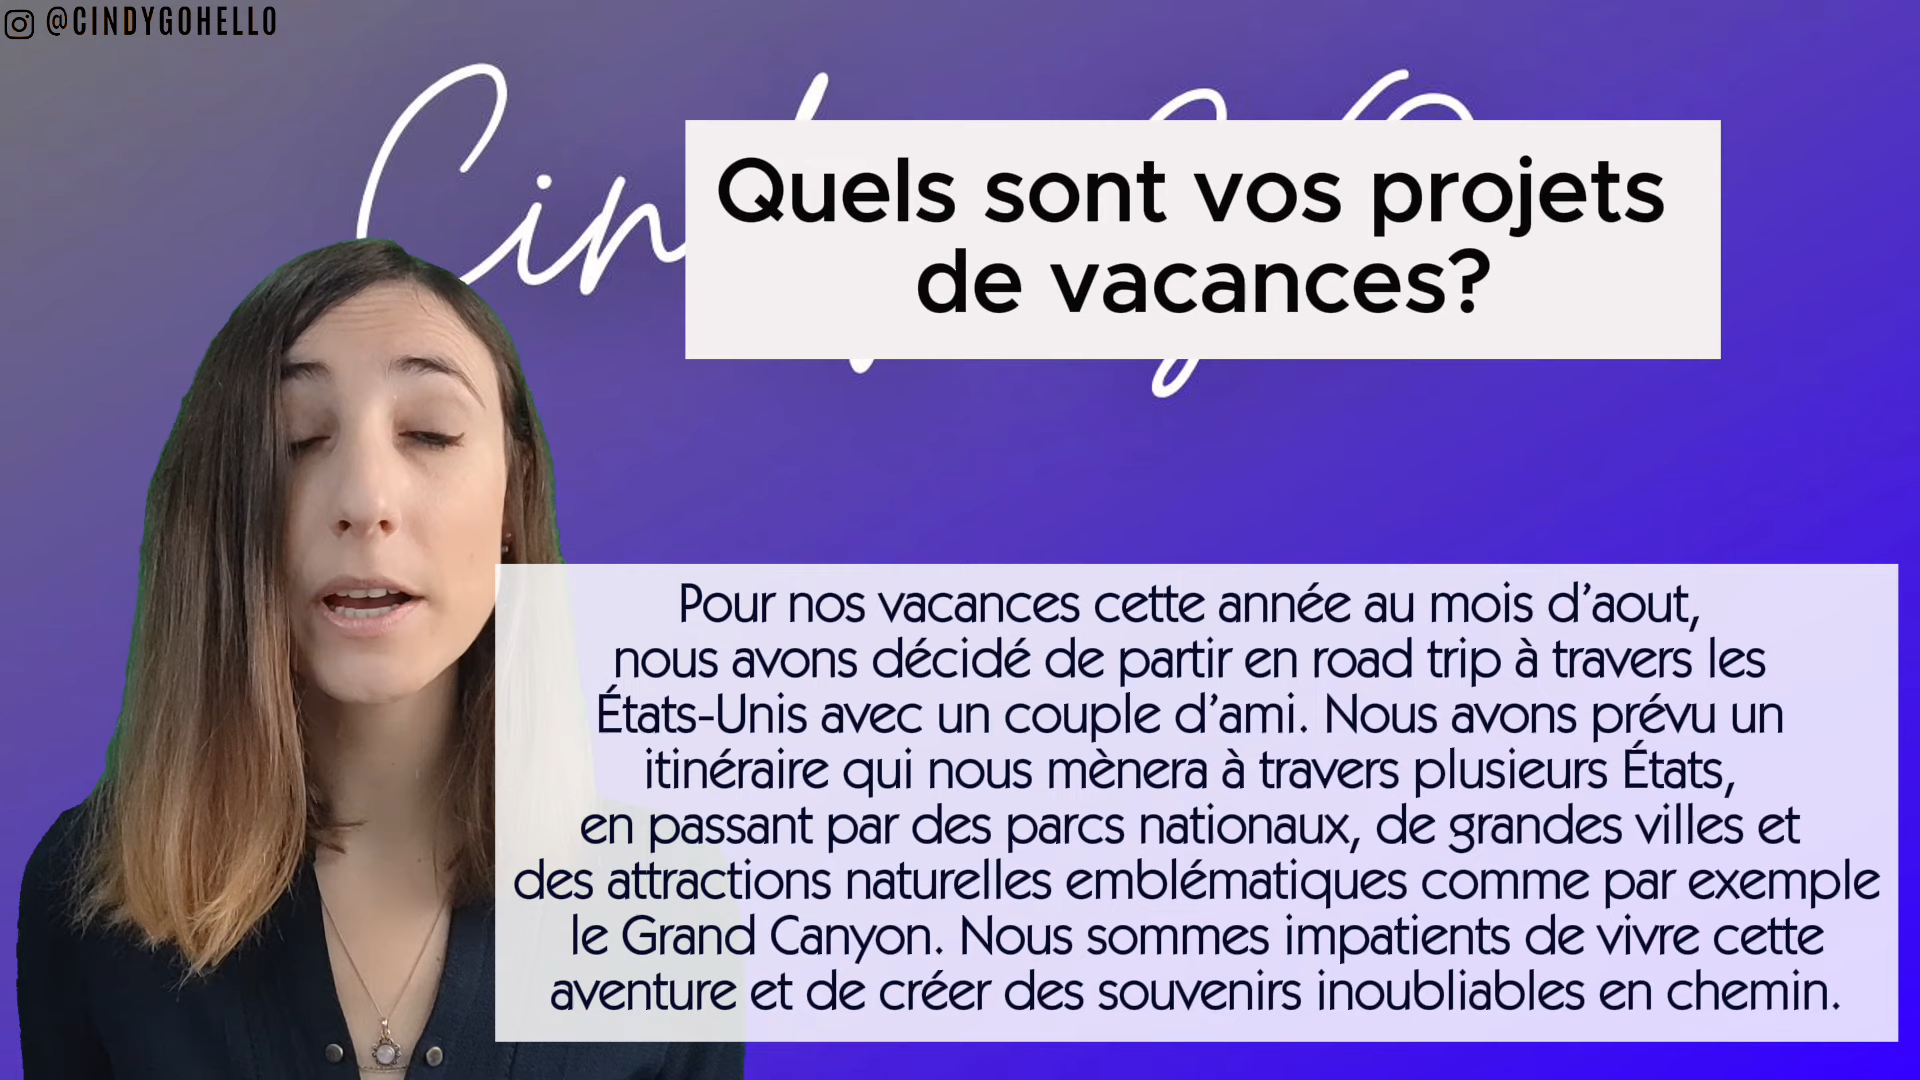 @CINDYGOHELLO
Quels sont vos projets
de vacances?
Pour nos vacances cette année au mois d’aout,
nous avons décidé de partir en road trip à travers les
États-Unis avec un couple d’ami. Nous avons prévu un
itinéraire qui nous mènera à travers plusieurs États,
en passant par des parcs nationaux, de grandes villes et
des attractions naturelles emblématiques comme par exemple
le Grand Canyon. Nous sommes impatients de vivre cette
aventure et de créer des souvenirs inoubliables en chemin.